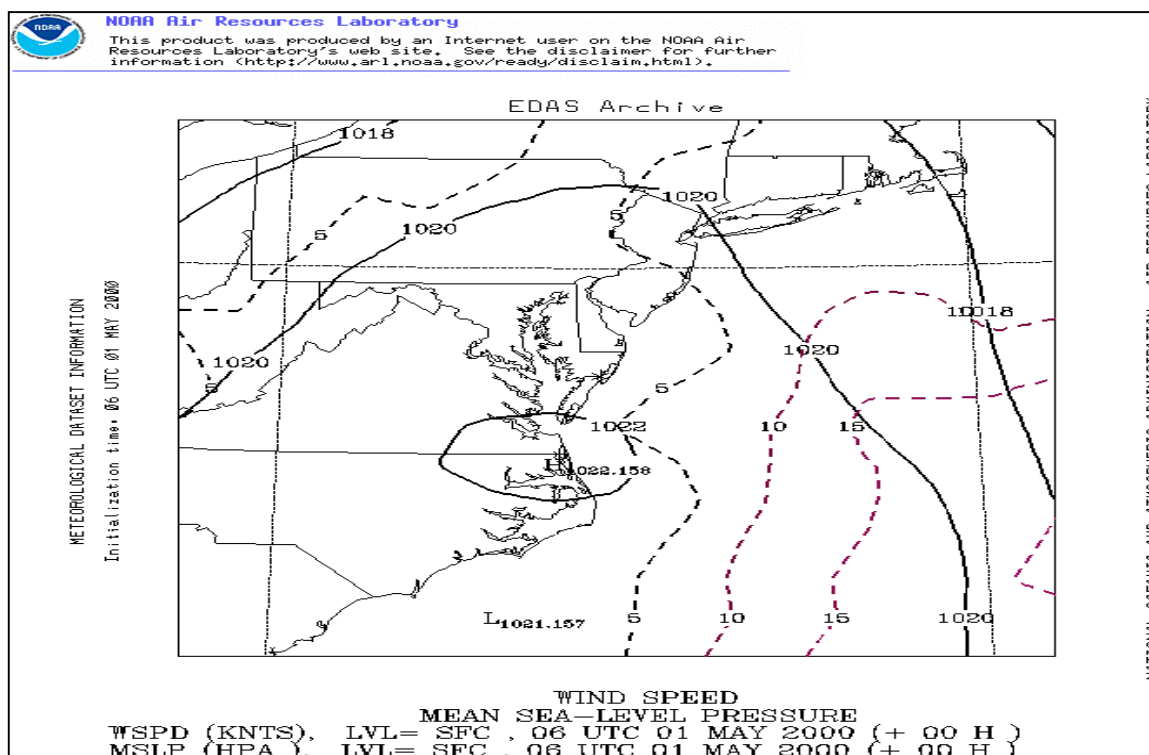 NOAA
NOAA Air Resources Laboratory
This product was produced by an Internet user on the NOAA Air
Resources Laboratory's web site. See the disclaimer for further
information (http://www.arl.noaa.gov/ready/disclaim.html).
EDAS Archive
METEOROLOGICAL DATASET INFORMATION
Initialization time: 06 UTC 01 MAY 2000
1018
1020
5
5
1020
1018
1020
1020
5
5
10
15
1022
H1022.158
L1021.157
5
10
15
1020
WIND SPEED
MEAN SEA-LEVEL PRESSURE
WSPD (KNTS), LVL= SFC , 06 UTC 01 MAY 2000 (+ 00 H )
MSLP (HPA ), LVL= SFC , 06 UTC 01 MAY 2000 (+ 00 H )